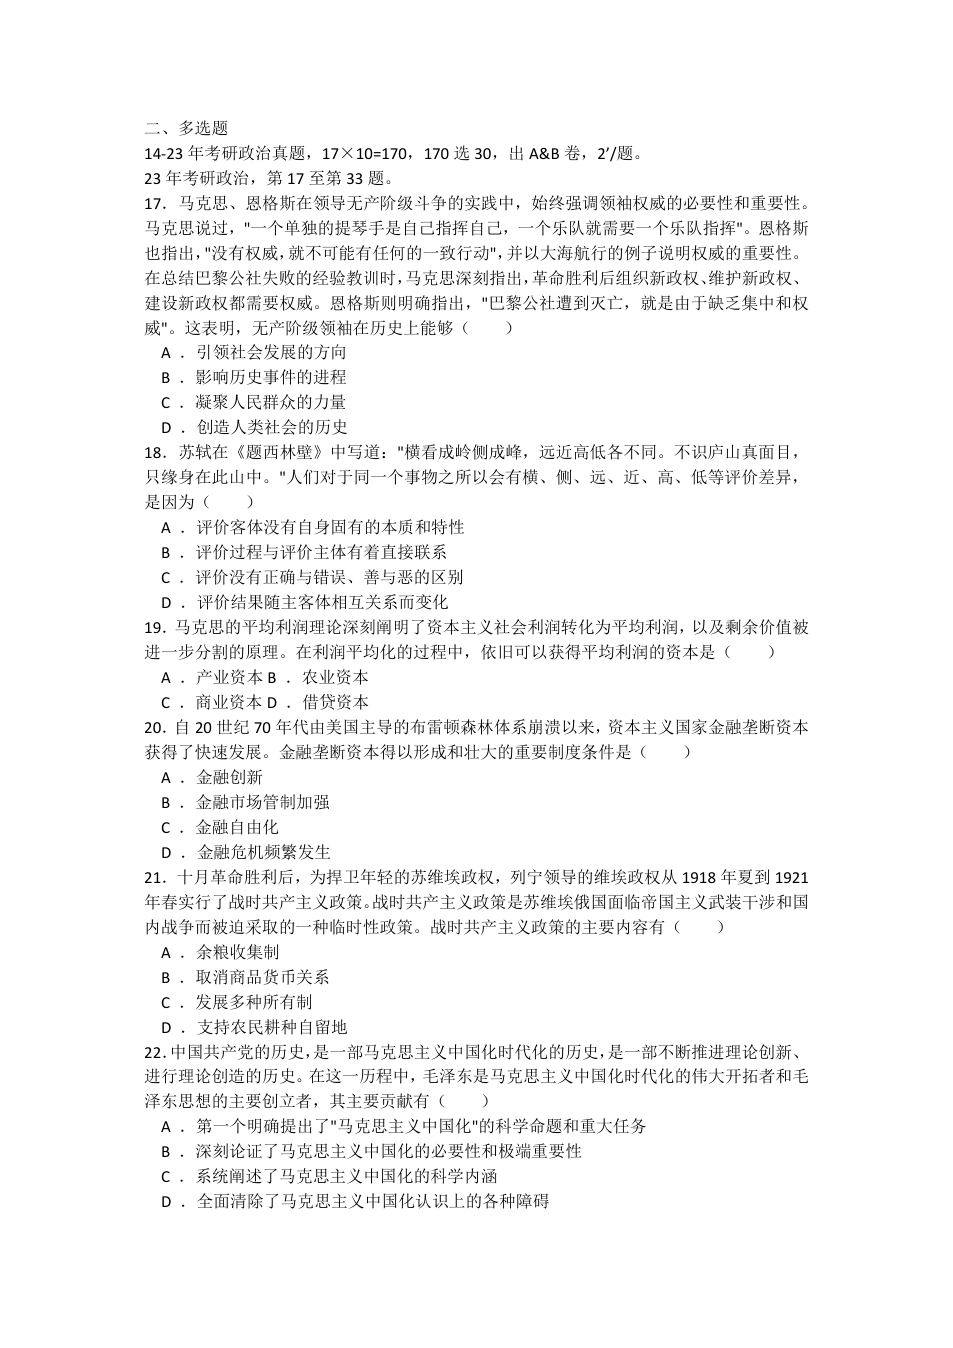 二、多选题
14-23 年考研政治真题，17×10=170，170 选 30，出 A&B 卷，2’/题。
23 年考研政治，第 17 至第 33 题。
17．马克思、恩格斯在领导无产阶级斗争的实践中，始终强调领袖权威的必要性和重要性。
马克思说过，"一个单独的提琴手是自己指挥自己，一个乐队就需要一个乐队指挥"。恩格斯
也指出，"没有权威，就不可能有任何的一致行动"，并以大海航行的例子说明权威的重要性。
在总结巴黎公社失败的经验教训时，马克思深刻指出，革命胜利后组织新政权、维护新政权、
建设新政权都需要权威。恩格斯则明确指出，"巴黎公社遭到灭亡，就是由于缺乏集中和权
威"。这表明，无产阶级领袖在历史上能够（　　）
A ．引领社会发展的方向
B ．影响历史事件的进程
C ．凝聚人民群众的力量
D ．创造人类社会的历史
18．苏轼在《题西林壁》中写道："横看成岭侧成峰，远近高低各不同。不识庐山真面目，
只缘身在此山中。"人们对于同一个事物之所以会有横、侧、远、近、高、低等评价差异，
是因为（　　）
A ．评价客体没有自身固有的本质和特性
B ．评价过程与评价主体有着直接联系
C ．评价没有正确与错误、善与恶的区别
D ．评价结果随主客体相互关系而变化
19．马克思的平均利润理论深刻阐明了资本主义社会利润转化为平均利润，以及剩余价值被
进一步分割的原理。在利润平均化的过程中，依旧可以获得平均利润的资本是（　　）
A ．产业资本 B ．农业资本
C ．商业资本 D ．借贷资本
20．自 20 世纪 70 年代由美国主导的布雷顿森林体系崩溃以来，资本主义国家金融垄断资本
获得了快速发展。金融垄断资本得以形成和壮大的重要制度条件是（　　）
A ．金融创新
B ．金融市场管制加强
C ．金融自由化
D ．金融危机频繁发生
21．十月革命胜利后，为捍卫年轻的苏维埃政权，列宁领导的维埃政权从 1918 年夏到 1921
年春实行了战时共产主义政策。战时共产主义政策是苏维埃俄国面临帝国主义武装干涉和国
内战争而被迫采取的一种临时性政策。战时共产主义政策的主要内容有（　　）
A ．余粮收集制
B ．取消商品货币关系
C ．发展多种所有制
D ．支持农民耕种自留地
22．中国共产党的历史，是一部马克思主义中国化时代化的历史，是一部不断推进理论创新、
进行理论创造的历史。在这一历程中，毛泽东是马克思主义中国化时代化的伟大开拓者和毛
泽东思想的主要创立者，其主要贡献有（　　）
A ．第一个明确提出了"马克思主义中国化"的科学命题和重大任务
B ．深刻论证了马克思主义中国化的必要性和极端重要性
C ．系统阐述了马克思主义中国化的科学内涵
D ．全面清除了马克思主义中国化认识上的各种障碍